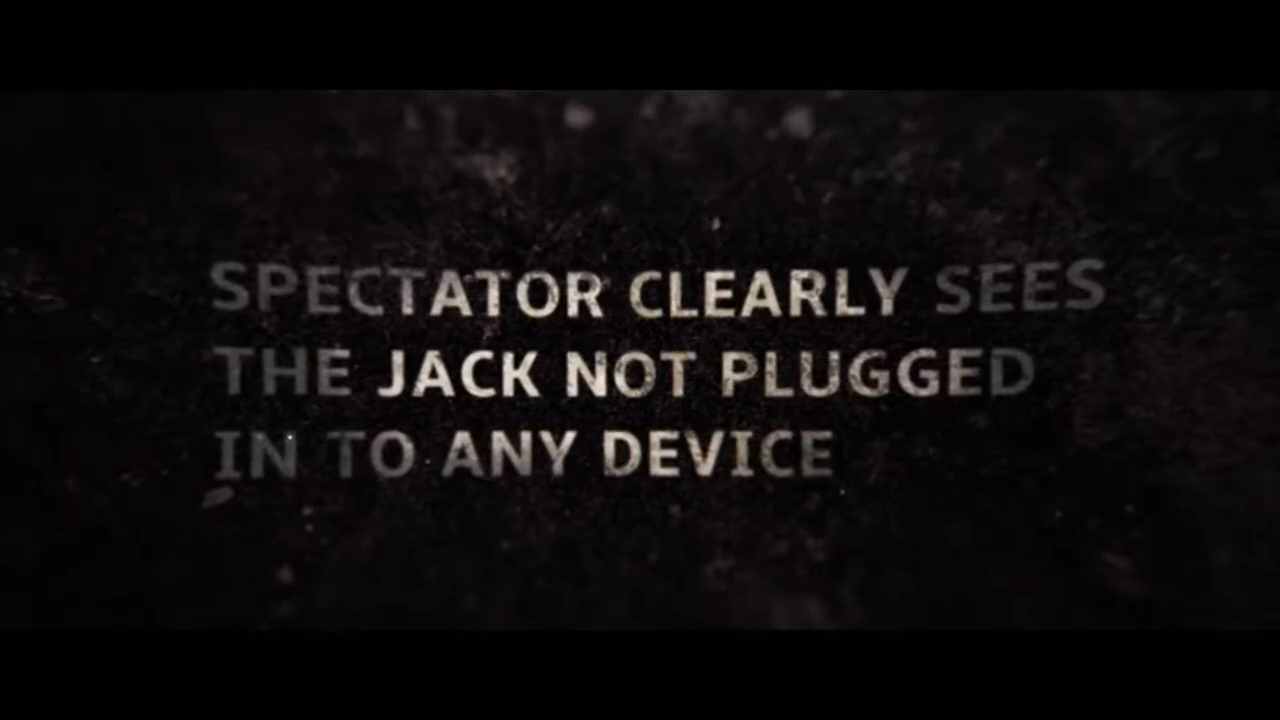 SPECTATOR CLEARLY SEES
THE JACK NOT PLUGGED
IN TO ANY DEVICE